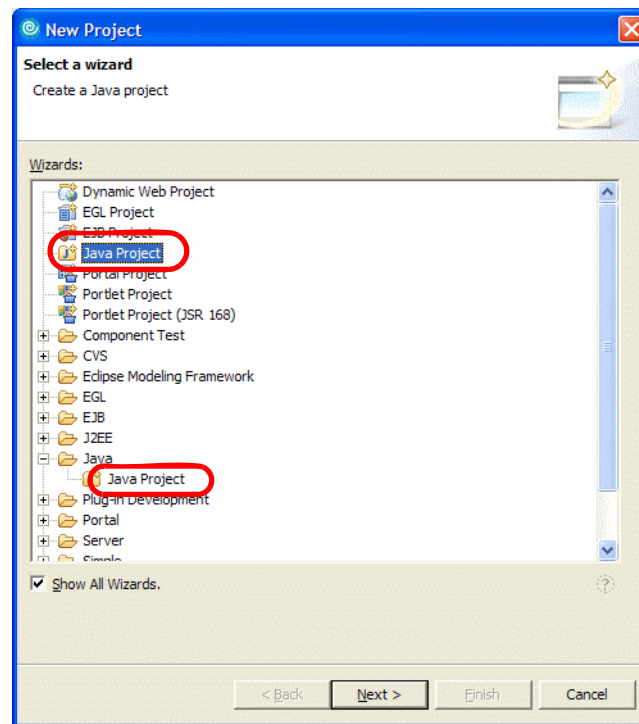 New Project
Select a wizard
Create a Java project
Wizards:
Dynamic Web Project
EGL Project
EJB Project
Java Project
Portal Project
Portlet Project
Portlet Project (JSR 168)
Component Test
CVS
Eclipse Modeling Framework
EGL
EJB
J2EE
Java
Java Project
Plug-in Development
Portal
Server
Simple
Show All Wizards.
< Back Next > Finish Cancel